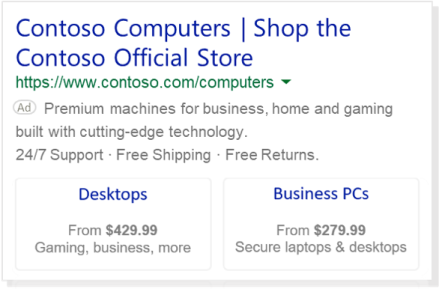 Contoso Computers | Shop the
Contoso Official Store
https://www.contoso.com/computers
Ad Premium machines for business, home and gaming
built with cutting-edge technology.
24/7 Support · Free Shipping · Free Returns.
Desktops
From $429.99
Gaming, business, more
Business PCs
From $279.99
Secure laptops & desktops